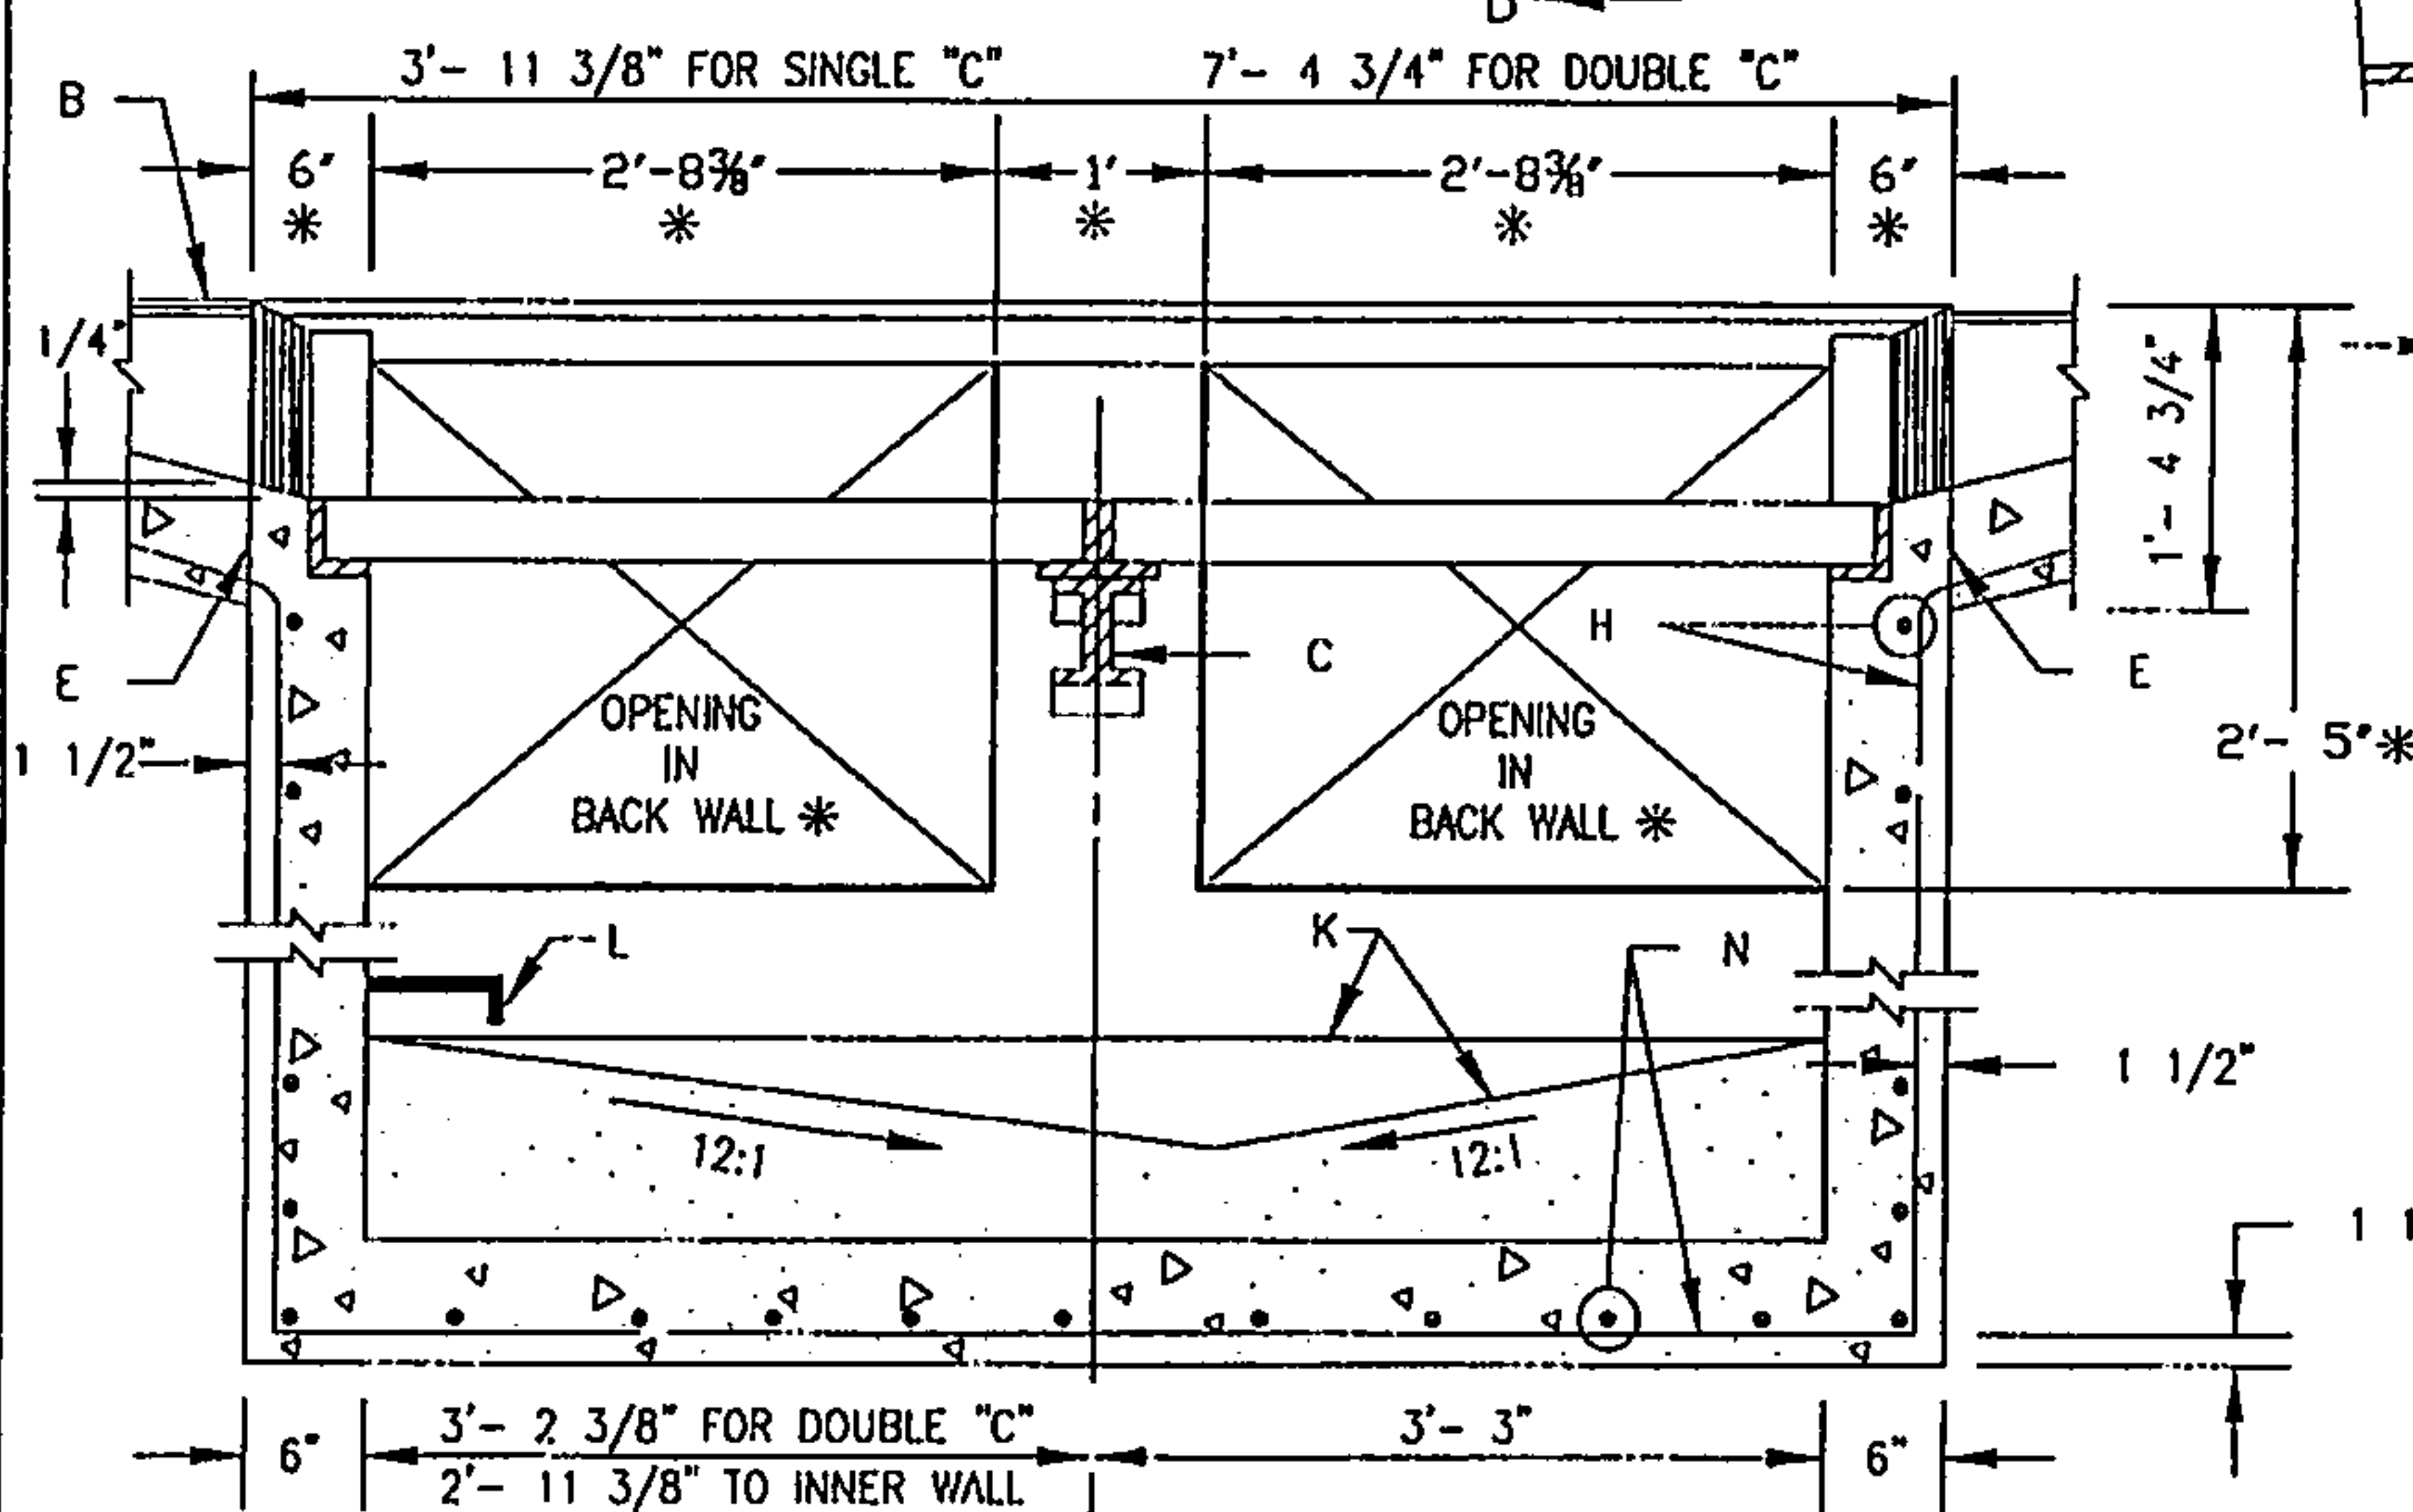 D
3'- 11 3/8" FOR SINGLE "C" 7'- 4 3/4" FOR DOUBLE "C"
B
6" 2'-8⅜" 1' 2'-8⅜" 6"
* * * * *
1/4"
1'- 4 3/4"
H
E C E
OPENING OPENING
IN IN
BACK WALL * BACK WALL *
1 1/2" 2'- 5"*
L K N
1 1/2"
12:1 12:1
1 1
3'- 2 3/8" FOR DOUBLE "C" 3'- 3"
6" 6"
2'- 11 3/8" TO INNER WALL